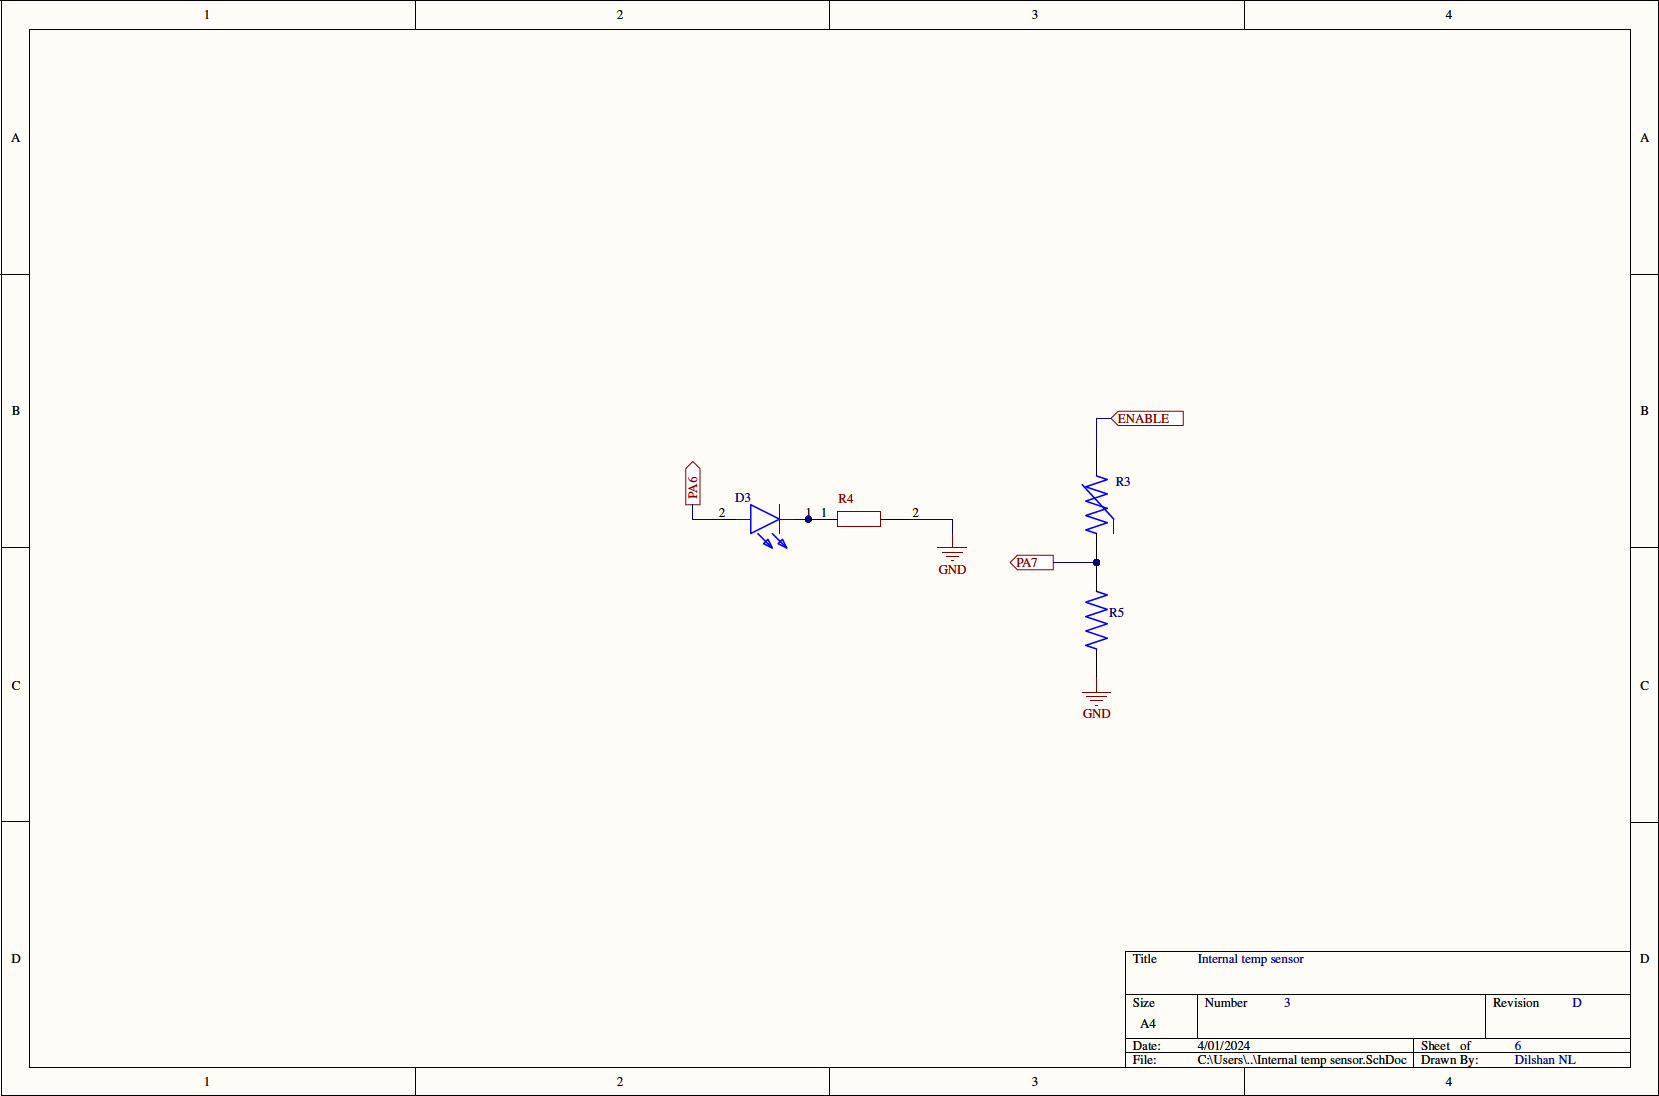 1 2 3 4
A A
ENABLE
B B
R3
PA6
D3 R4
2 1 1 2
PA7
GND
R5
C C
GND
D D
Title Internal temp sensor
Size Number 3 Revision D
A4
Date: 4/01/2024 Sheet of 6
File: C:\Users\..\Internal temp sensor.SchDoc Drawn By: Dilshan NL
1 2 3 4